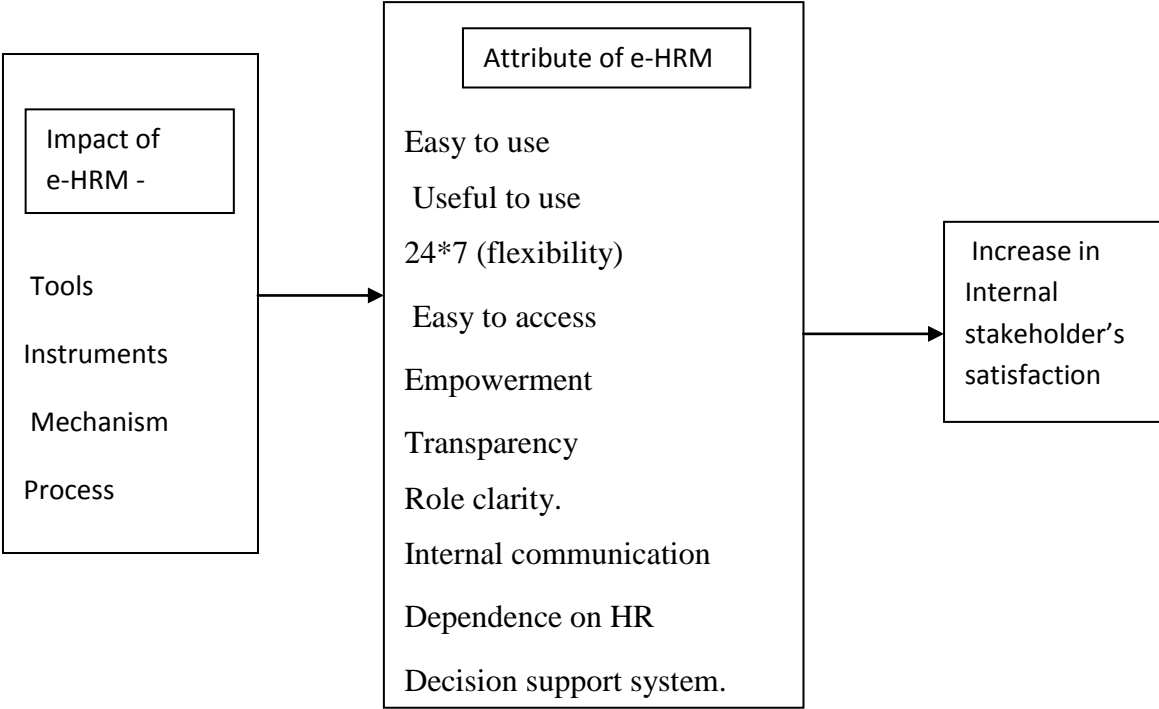 Impact of
e-HRM -
Tools
Instruments
Mechanism
Process
Attribute of e-HRM
Easy to use
Useful to use
24*7 (flexibility)
Easy to access
Empowerment
Transparency
Role clarity.
Internal communication
Dependence on HR
Decision support system.
Increase in
Internal
stakeholder’s
satisfaction